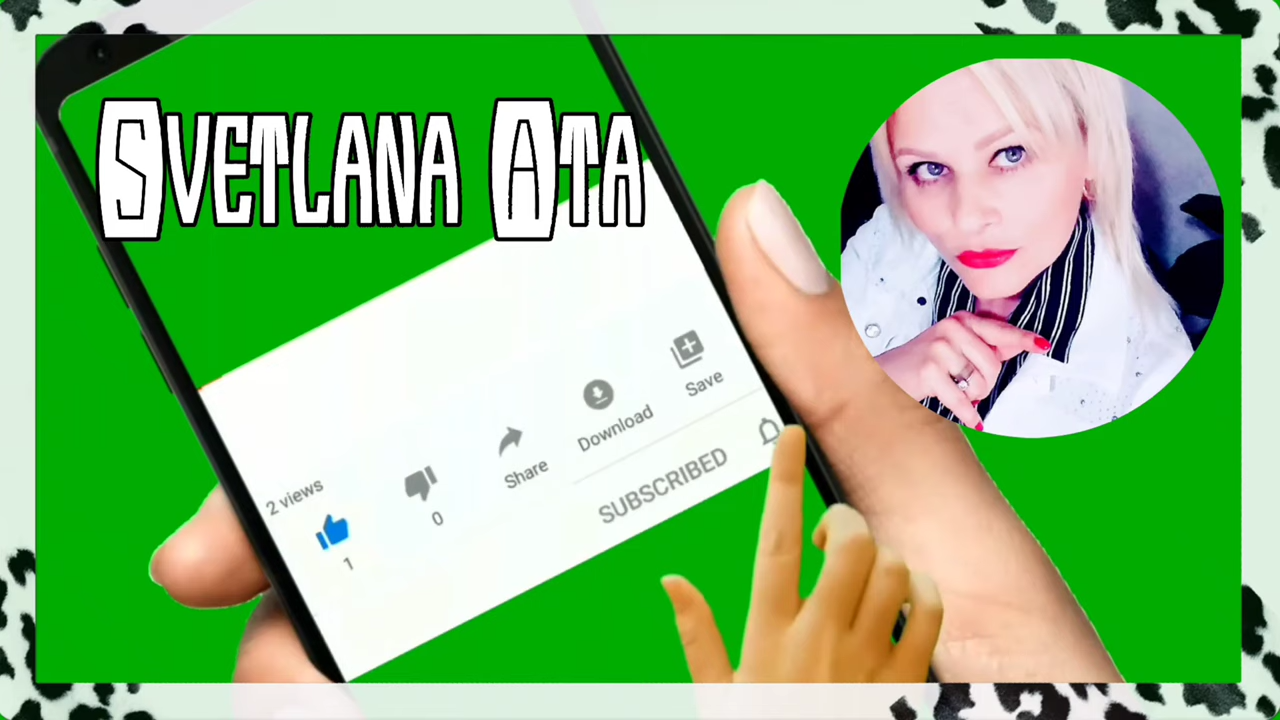 Svetlana Ata
2 views
1
0
Share
Download
Save
SUBSCRIBED